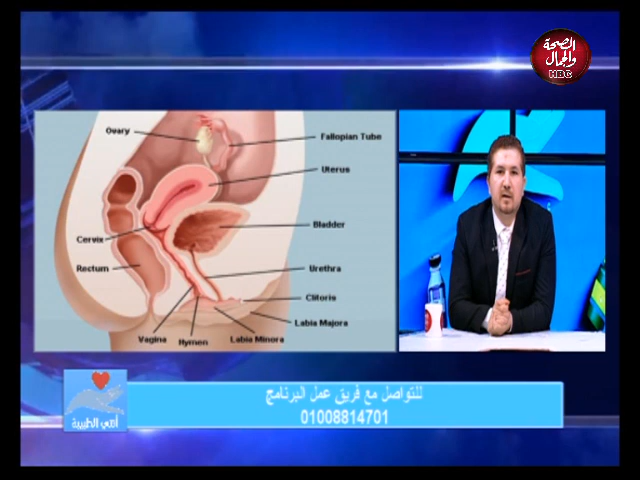 الصحة
والجمال
HBG
Ovary
Fallopian Tube
Uterus
Bladder
Cervix
Rectum
Urethra
Clitoris
Labia Majora
Vagina
Hymen
Labia Minora
للتواصل مع فريق عمل البرنامج
01008814701
أنتي الطبيبة